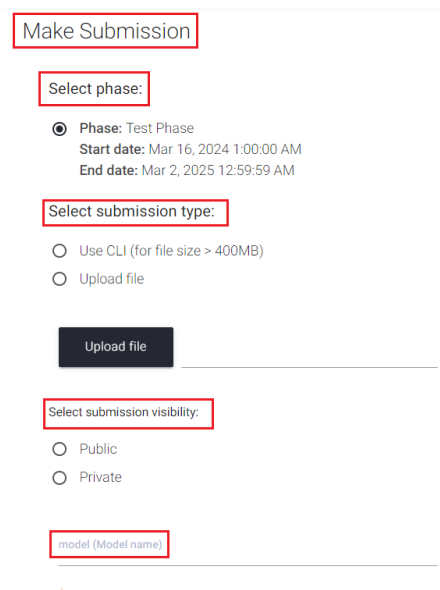 Make Submission
Select phase:
Phase: Test Phase
Start date: Mar 16, 2024 1:00:00 AM
End date: Mar 2, 2025 12:59:59 AM
Select submission type:
Use CLI (for file size > 400MB)
Upload file
Upload file
Select submission visibility:
Public
Private
model (Model name)